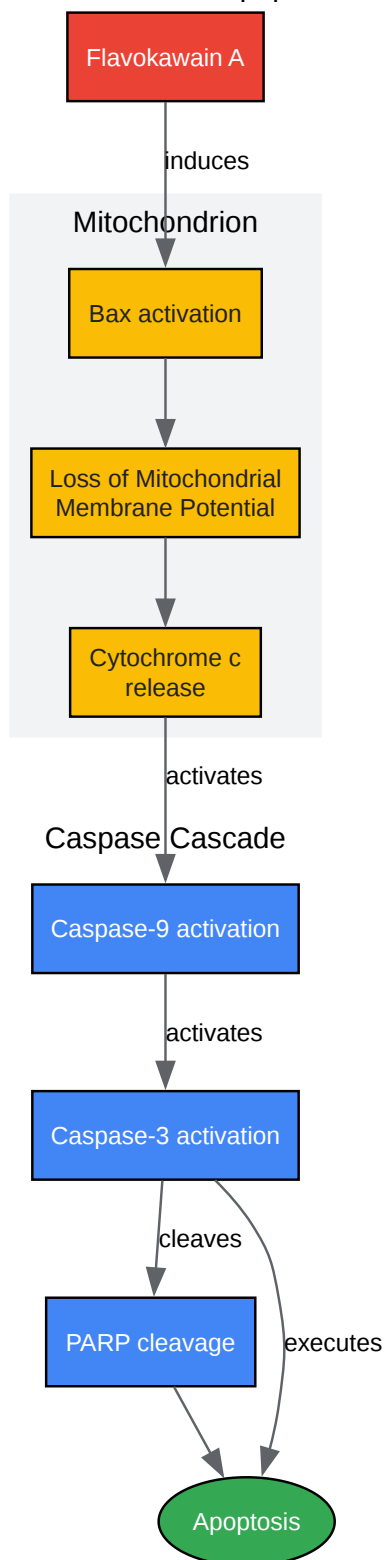 Flavokawain A
induces
Mitochondrion
Bax activation
Loss of Mitochondrial
Membrane Potential
Cytochrome c
release
activates
Caspase Cascade
Caspase-9 activation
activates
Caspase-3 activation
cleaves
PARP cleavage
executes
Apoptosis